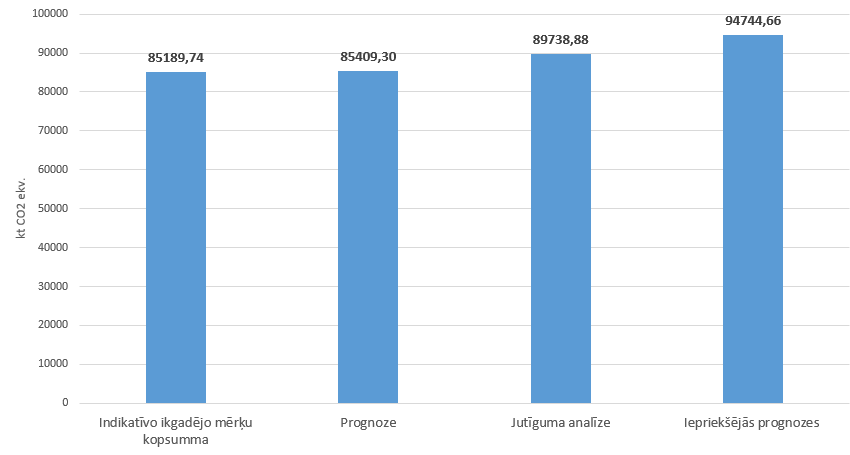 100000
90000
80000
70000
60000
50000
40000
30000
20000
10000
0
kt CO2 ekv.
85189,74
85409,30
89738,88
94744,66
Indikatīvo ikgadējo mērķu
kopsumma
Prognoze
Jutīguma analīze
Iepriekšējās prognozes